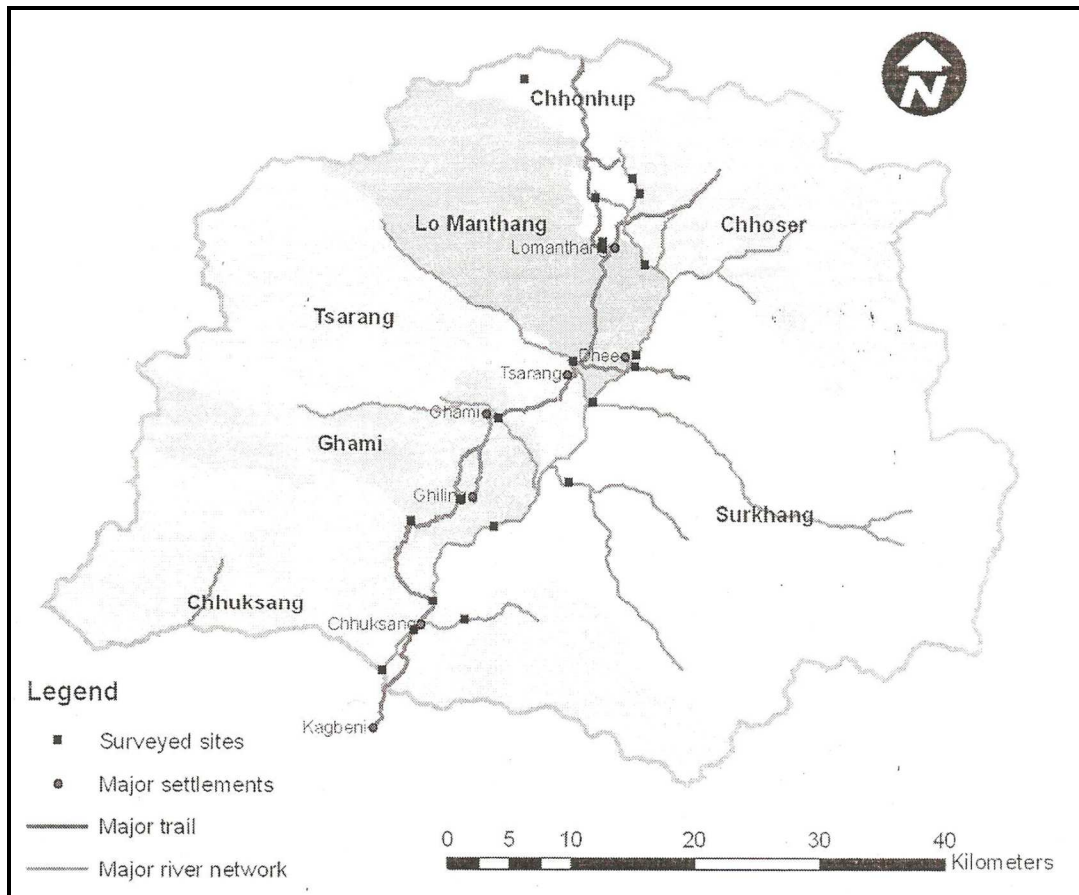 N
Chhonhup
Lo Manthang
Chhoser
Lomanthang
Tsarang
Dhee
Tsarang
Ghami
Ghami
Ghiling
Surkhang
Chhuksang
Chhuksang
Legend
Kagbeni
Surveyed sites
Major settlements
Major trail
Major river network
0 5 10 20 30 40
Kilometers